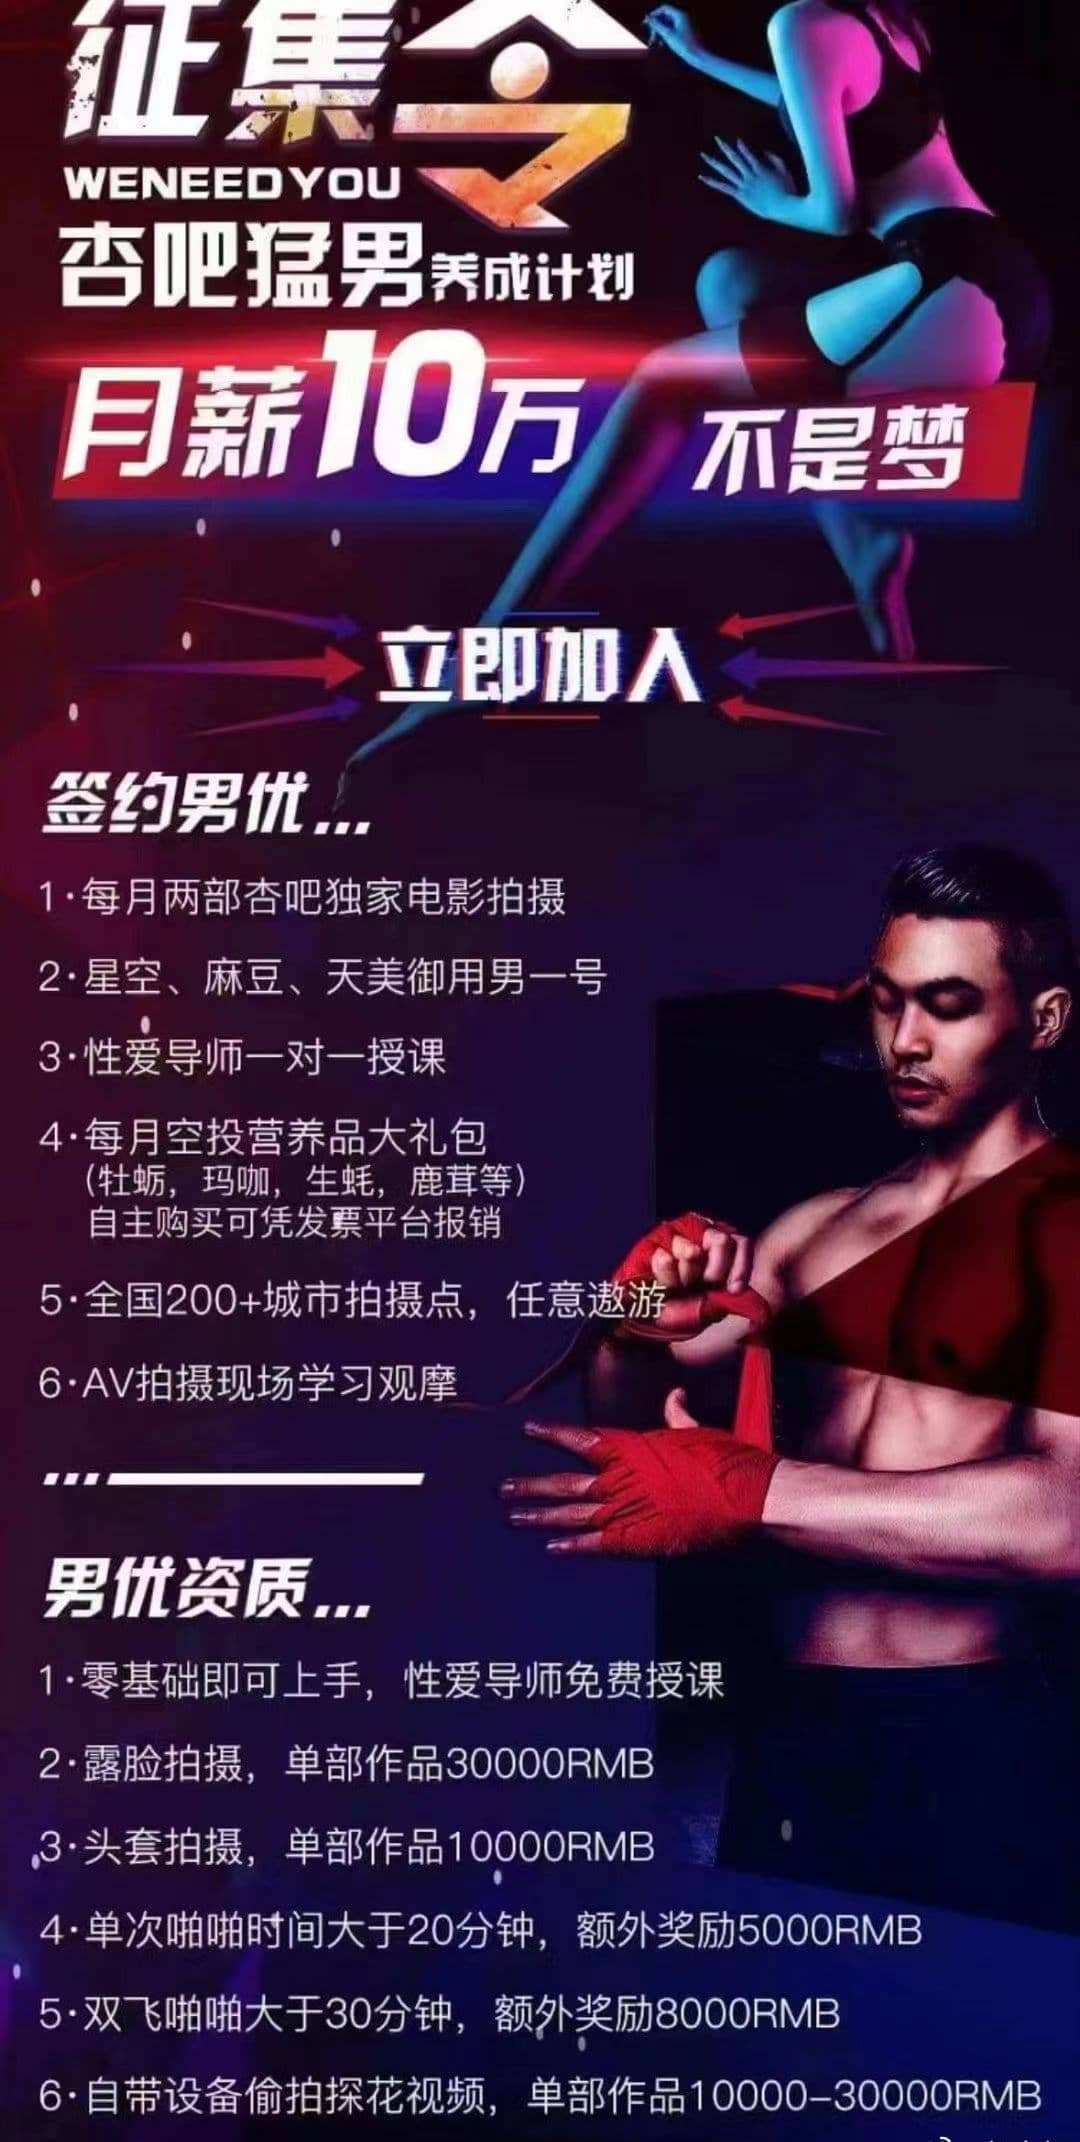 征集令
WENEEDYOU
杏吧猛男养成计划
月薪10万 不是梦
立即加入
签约男优...
1·每月两部杏吧独家电影拍摄
2·星空、麻豆、天美御用男一号
3·性爱导师一对一授课
4·每月空投营养品大礼包
(牡蛎，玛咖，生蚝，鹿茸等)
自主购买可凭发票平台报销
5·全国200+城市拍摄点，任意遨游
6·AV拍摄现场学习观摩
男优资质...
1·零基础即可上手，性爱导师免费授课
2·露脸拍摄，单部作品30000RMB
3·头套拍摄，单部作品10000RMB
4·单次啪啪时间大于20分钟，额外奖励5000RMB
5·双飞啪啪大于30分钟，额外奖励8000RMB
6·自带设备偷拍探花视频，单部作品10000-30000RMB